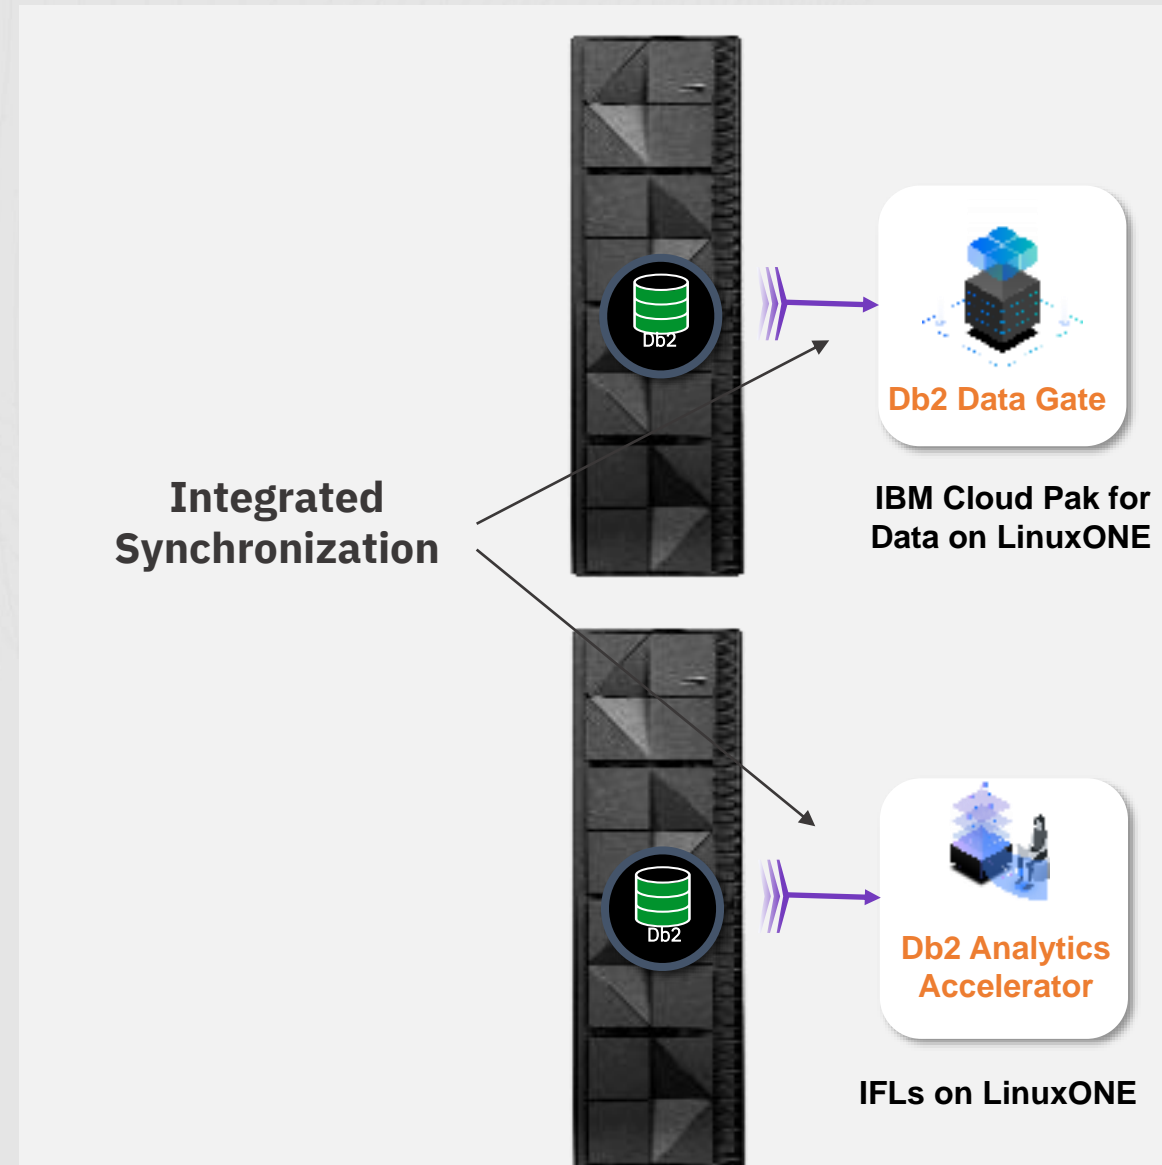 Db2
Db2 Data Gate
IBM Cloud Pak for
Data on LinuxONE
Integrated
Synchronization
Db2
Db2 Analytics
Accelerator
IFLs on LinuxONE